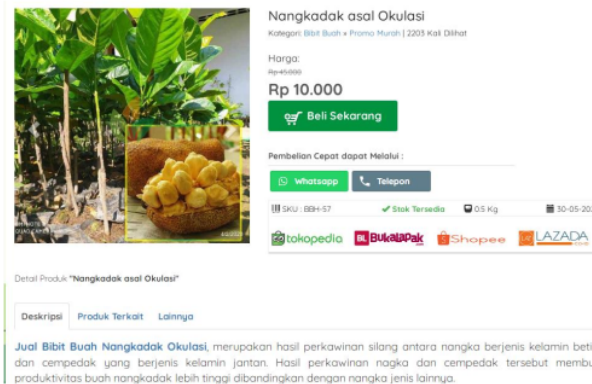 Nangkadak asal Okulasi
Kategori: Bibit Buah » Promo Murah | 2203 Kali Dilihat
Harga:
Rp 45.000
Rp 10.000
Beli Sekarang
Pembelian Cepat dapat Melalui :
Whatsapp Telepon
SKU : BBH-57 Stok Tersedia 0.5 Kg 30-05-202
tokopedia BL Bukalapak Shopee LAZADA
Detail Produk "Nangkadak asal Okulasi"
Deskripsi Produk Terkait Lainnya
Jual Bibit Buah Nangkadak Okulasi, merupakan hasil perkawinan silang antara nangka berjenis kelamin beti
dan cempedak yang berjenis kelamin jantan. Hasil perkawinan nagka dan cempedak tersebut membu
produktivitas buah nangkadak lebih tinggi dibandingkan dengan nangka jenis lainnya.